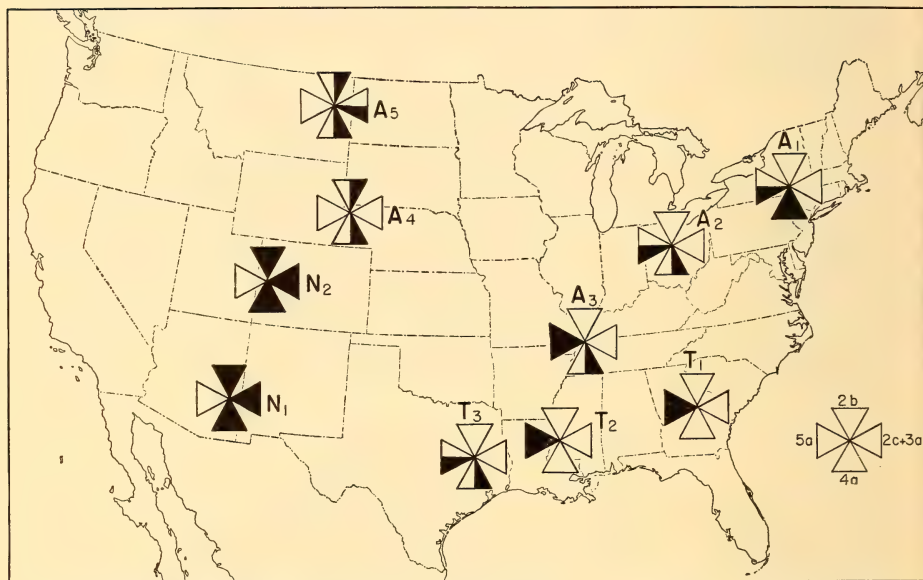 A₅
A₁
A₄
A₂
N₂
A₃
N₁
T₁
T₃
T₂
2b
5a
2c+3a
4a